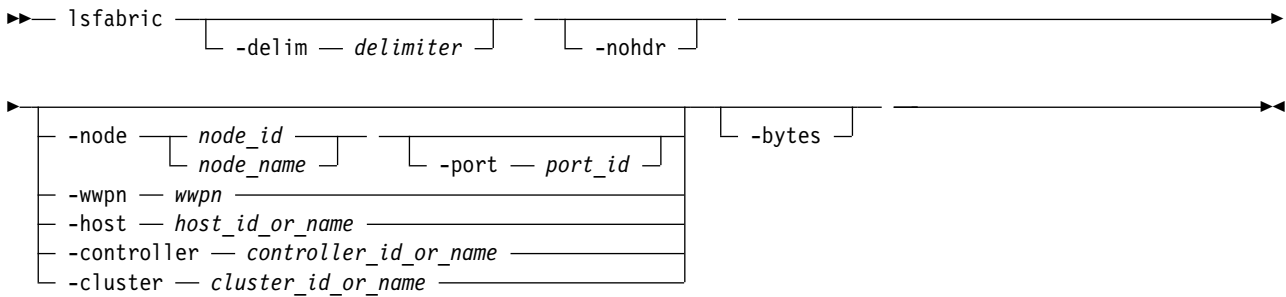 lsfabric
-delim delimiter
-nohdr
-node node_id
node_name
-port port_id
-bytes
-wwpn wwpn
-host host_id_or_name
-controller controller_id_or_name
-cluster cluster_id_or_name